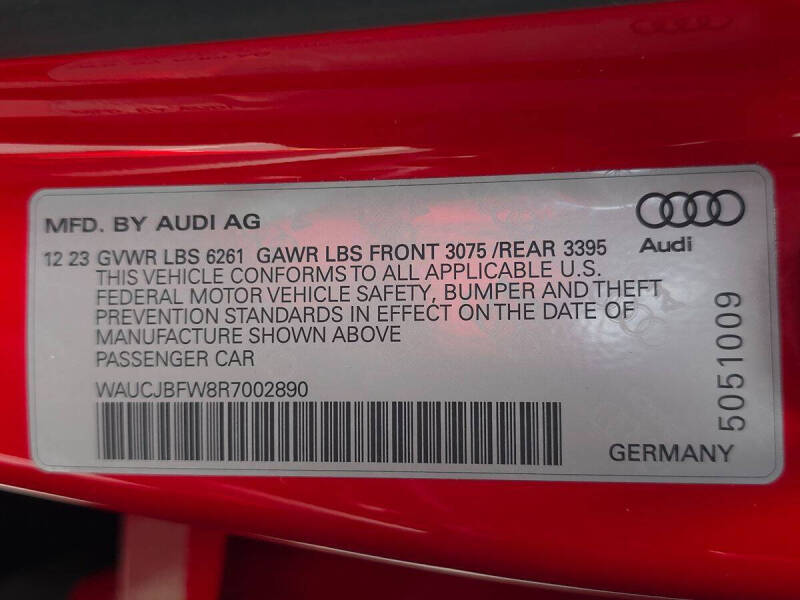 MFD. BY AUDI AG
Audi
12 23 GVWR LBS 6261 GAWR LBS FRONT 3075 /REAR 3395
THIS VEHICLE CONFORMS TO ALL APPLICABLE U.S.
FEDERAL MOTOR VEHICLE SAFETY, BUMPER AND THEFT
PREVENTION STANDARDS IN EFFECT ON THE DATE OF
MANUFACTURE SHOWN ABOVE
PASSENGER CAR
WAUCJBFW8R7002890
GERMANY
5051009